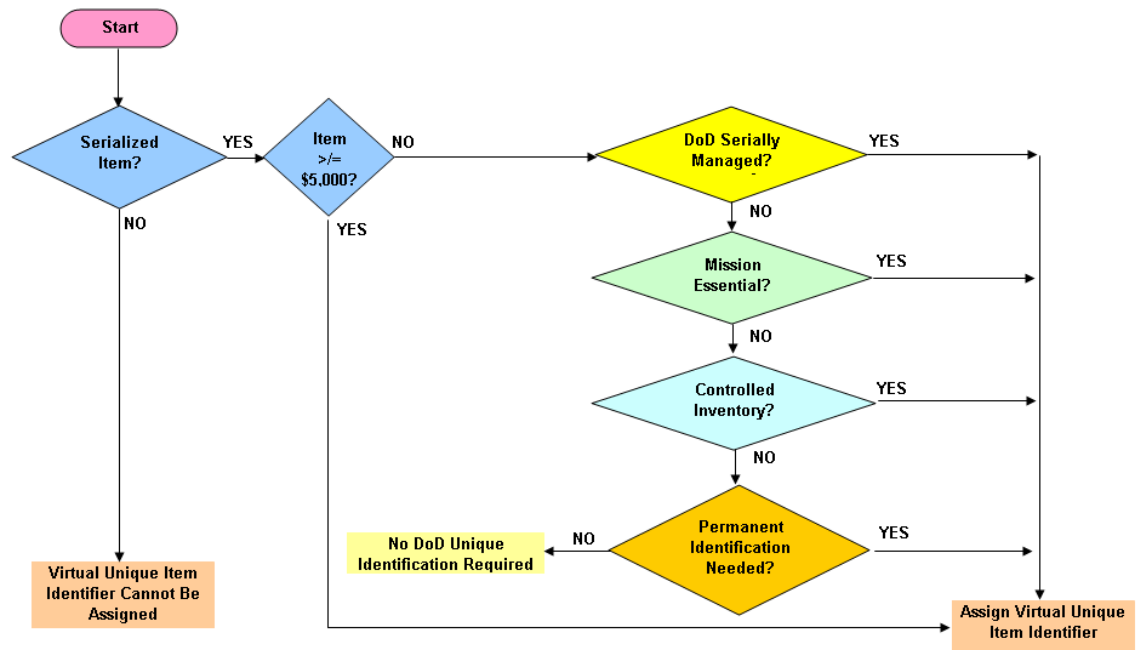 Start
Serialized
Item?
YES
Item
>/=
$5,000?
NO
DoD Serially
Managed?
YES
NO
YES
NO
Mission
Essential?
YES
NO
Controlled
Inventory?
YES
NO
Permanent
Identification
Needed?
YES
NO
No DoD Unique
Identification Required
Virtual Unique Item
Identifier Cannot Be
Assigned
Assign Virtual Unique
Item Identifier